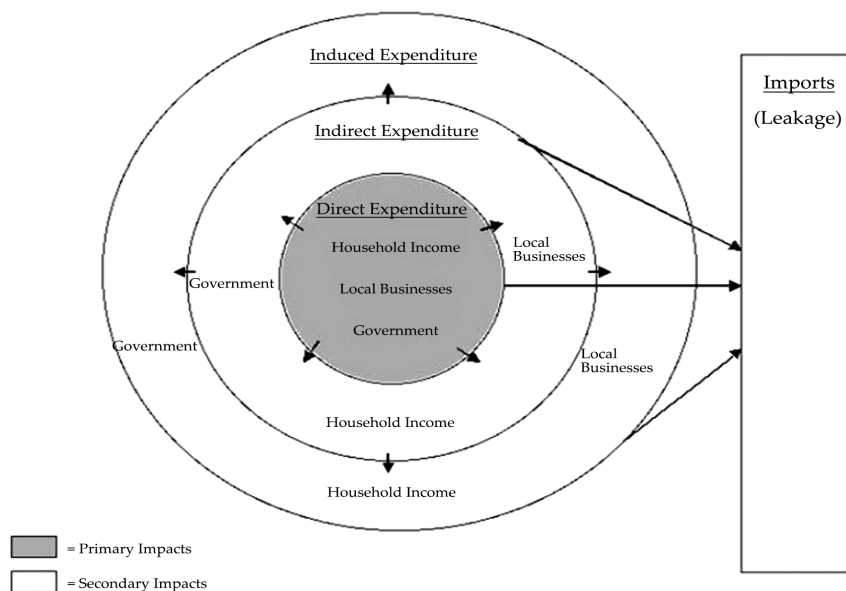 Induced Expenditure
Imports
(Leakage)
Indirect Expenditure
Direct Expenditure
Household Income
Local
Businesses
Government
Local Businesses
Government
Government
Local
Businesses
Household Income
Household Income
= Primary Impacts
= Secondary Impacts